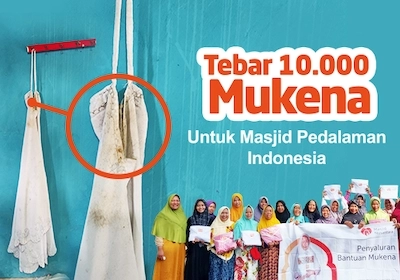 Tebar 10.000
Mukena
Untuk Masjid Pedalaman
Indonesia
Penyaluran
Bantuan Mukena